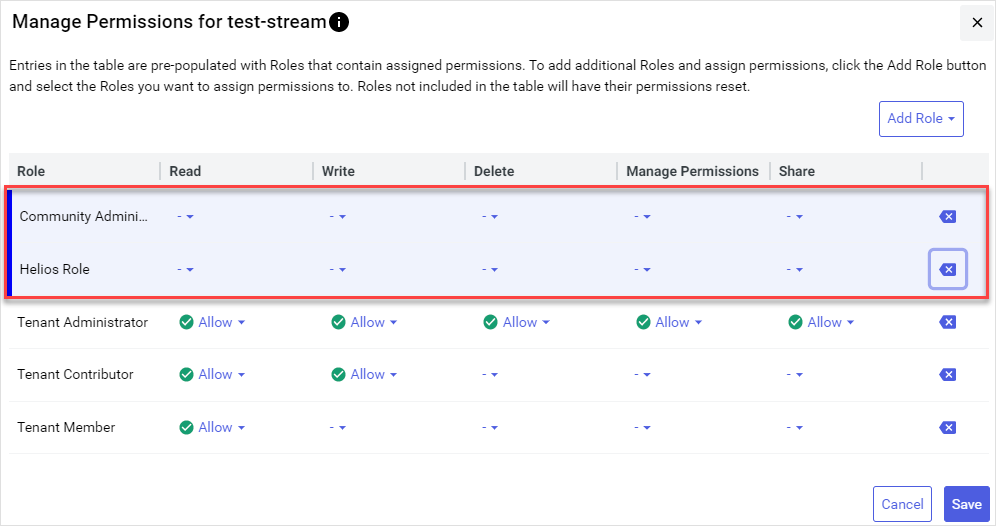 Manage Permissions for test-stream
Entries in the table are pre-populated with Roles that contain assigned permissions. To add additional Roles and assign permissions, click the Add Role button
and select the Roles you want to assign permissions to. Roles not included in the table will have their permissions reset.
Add Role
Role Read Write Delete Manage Permissions Share
Community Admini... - - - - -
Helios Role - - - - -
Tenant Administrator Allow Allow Allow Allow Allow
Tenant Contributor Allow Allow - - -
Tenant Member Allow - - - -
Cancel Save